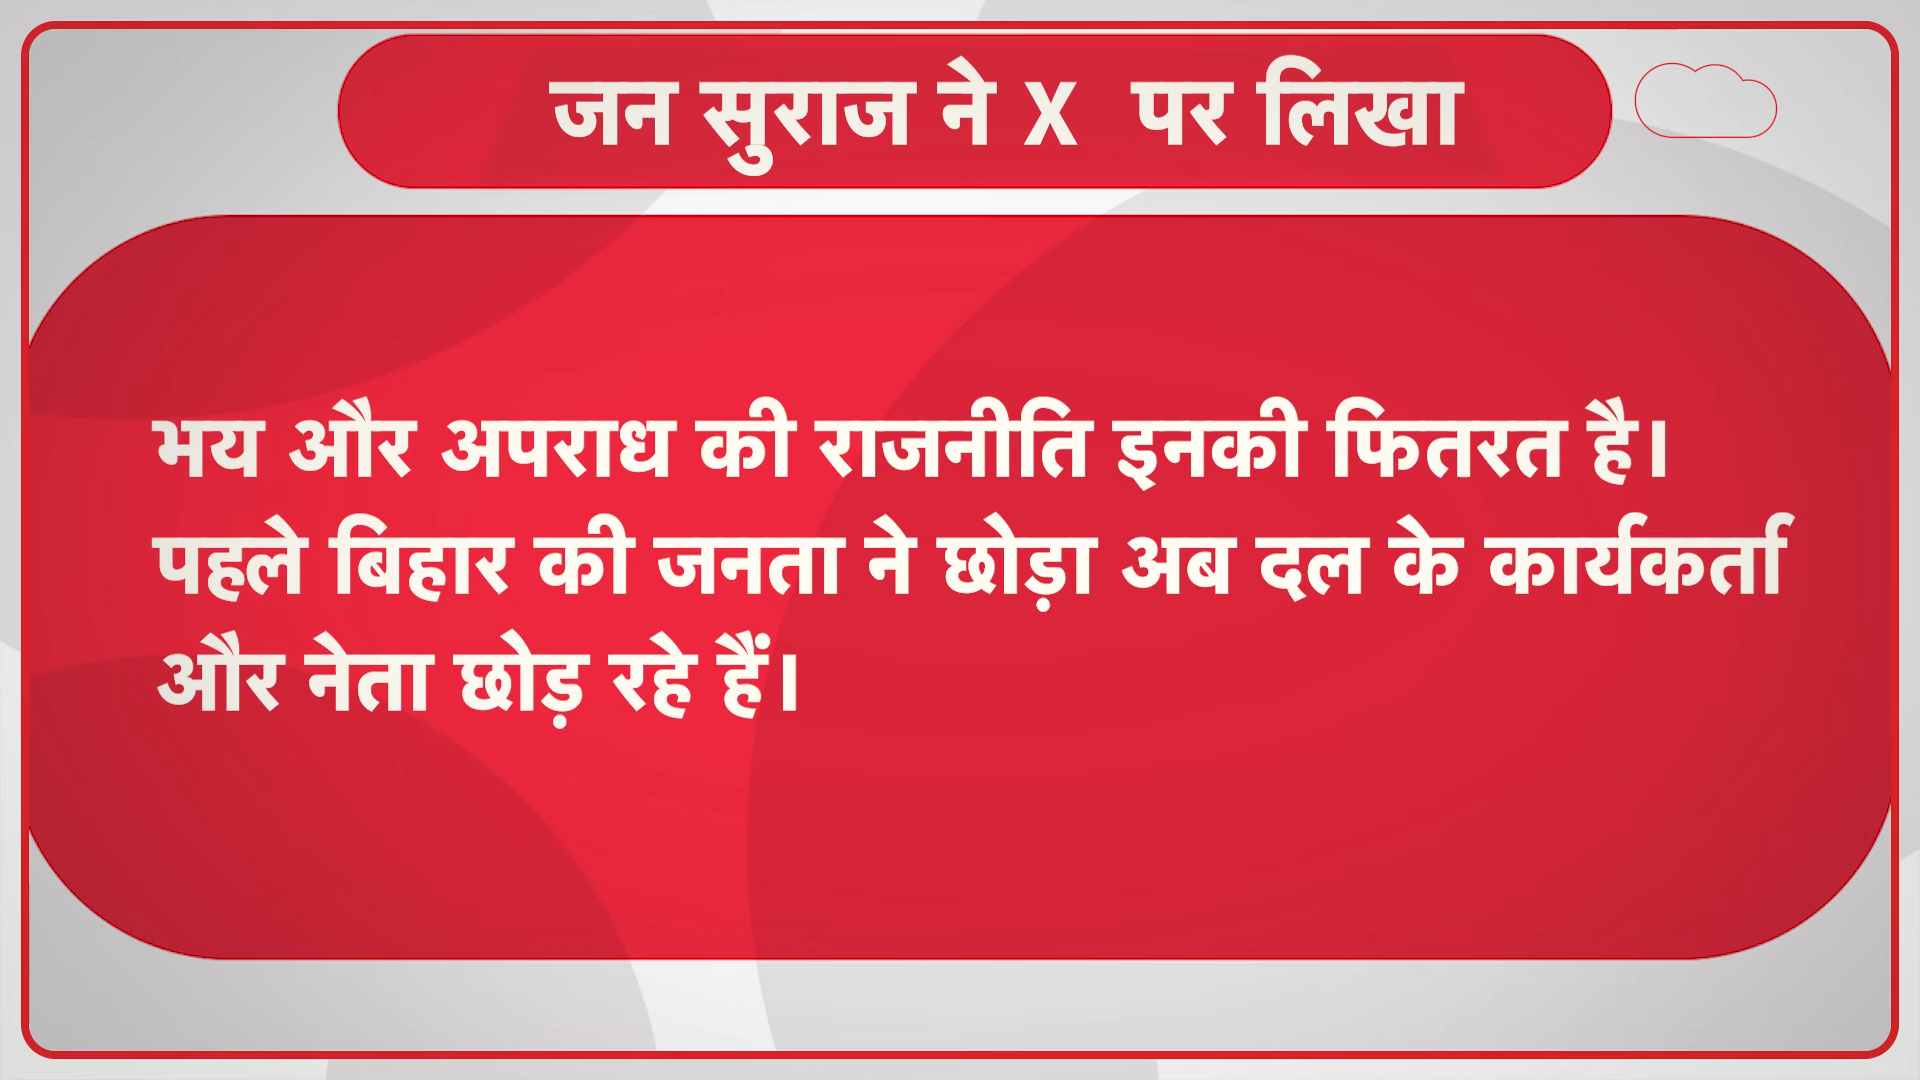 जन सुराज ने X पर लिखा
भय और अपराध की राजनीति इनकी फितरत है।
पहले बिहार की जनता ने छोड़ा अब दल के कार्यकर्ता
और नेता छोड़ रहे हैं।